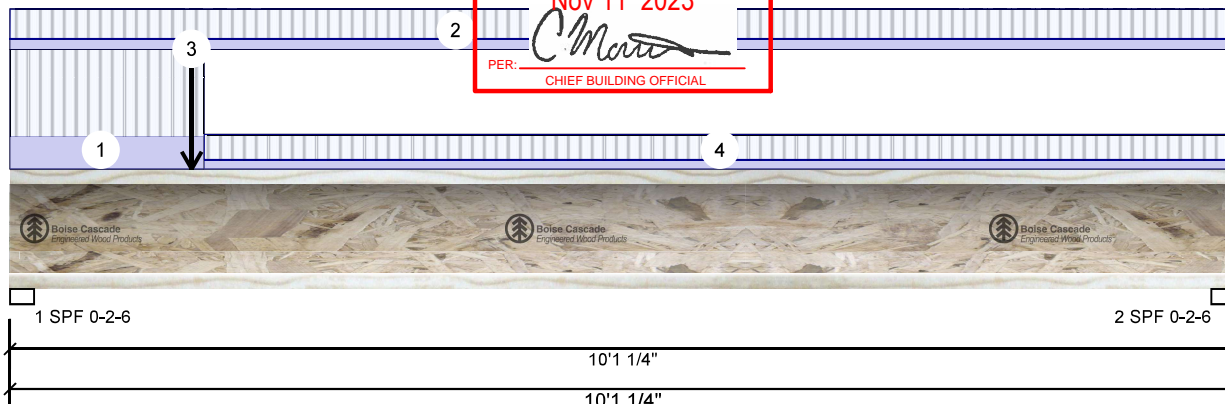 Nov 11 2023
2
3
PER:
CHIEF BUILDING OFFICIAL
1
4
Boise Cascade
Engineered Wood Products
Boise Cascade
Engineered Wood Products
Boise Cascade
Engineered Wood Products
1 SPF 0-2-6
2 SPF 0-2-6
10'1 1/4"
10'1 1/4"